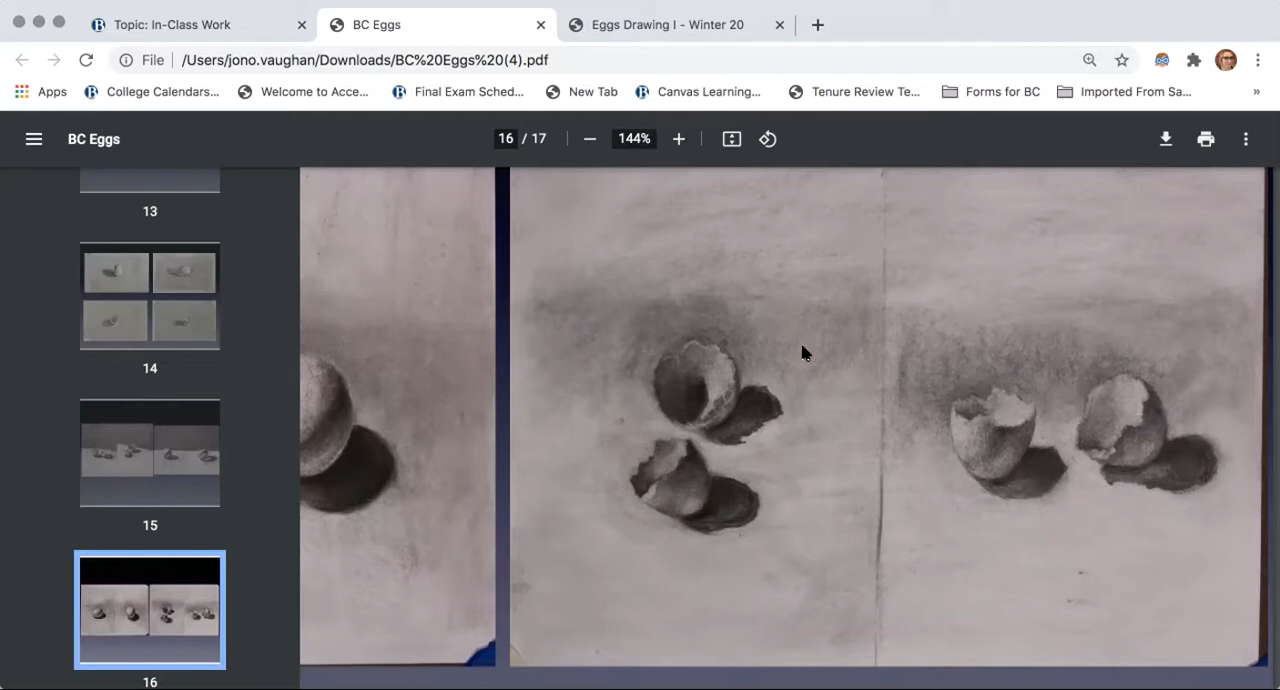 Topic: In-Class Work
BC Eggs
Eggs Drawing I - Winter 20
File
/Users/jono.vaughan/Downloads/BC%20Eggs%20(4).pdf
Apps
College Calendars...
Welcome to Acce...
Final Exam Sched...
New Tab
Canvas Learning...
Tenure Review Te...
Forms for BC
Imported From Sa...
»
BC Eggs
16 / 17
144%
13
14
15
16